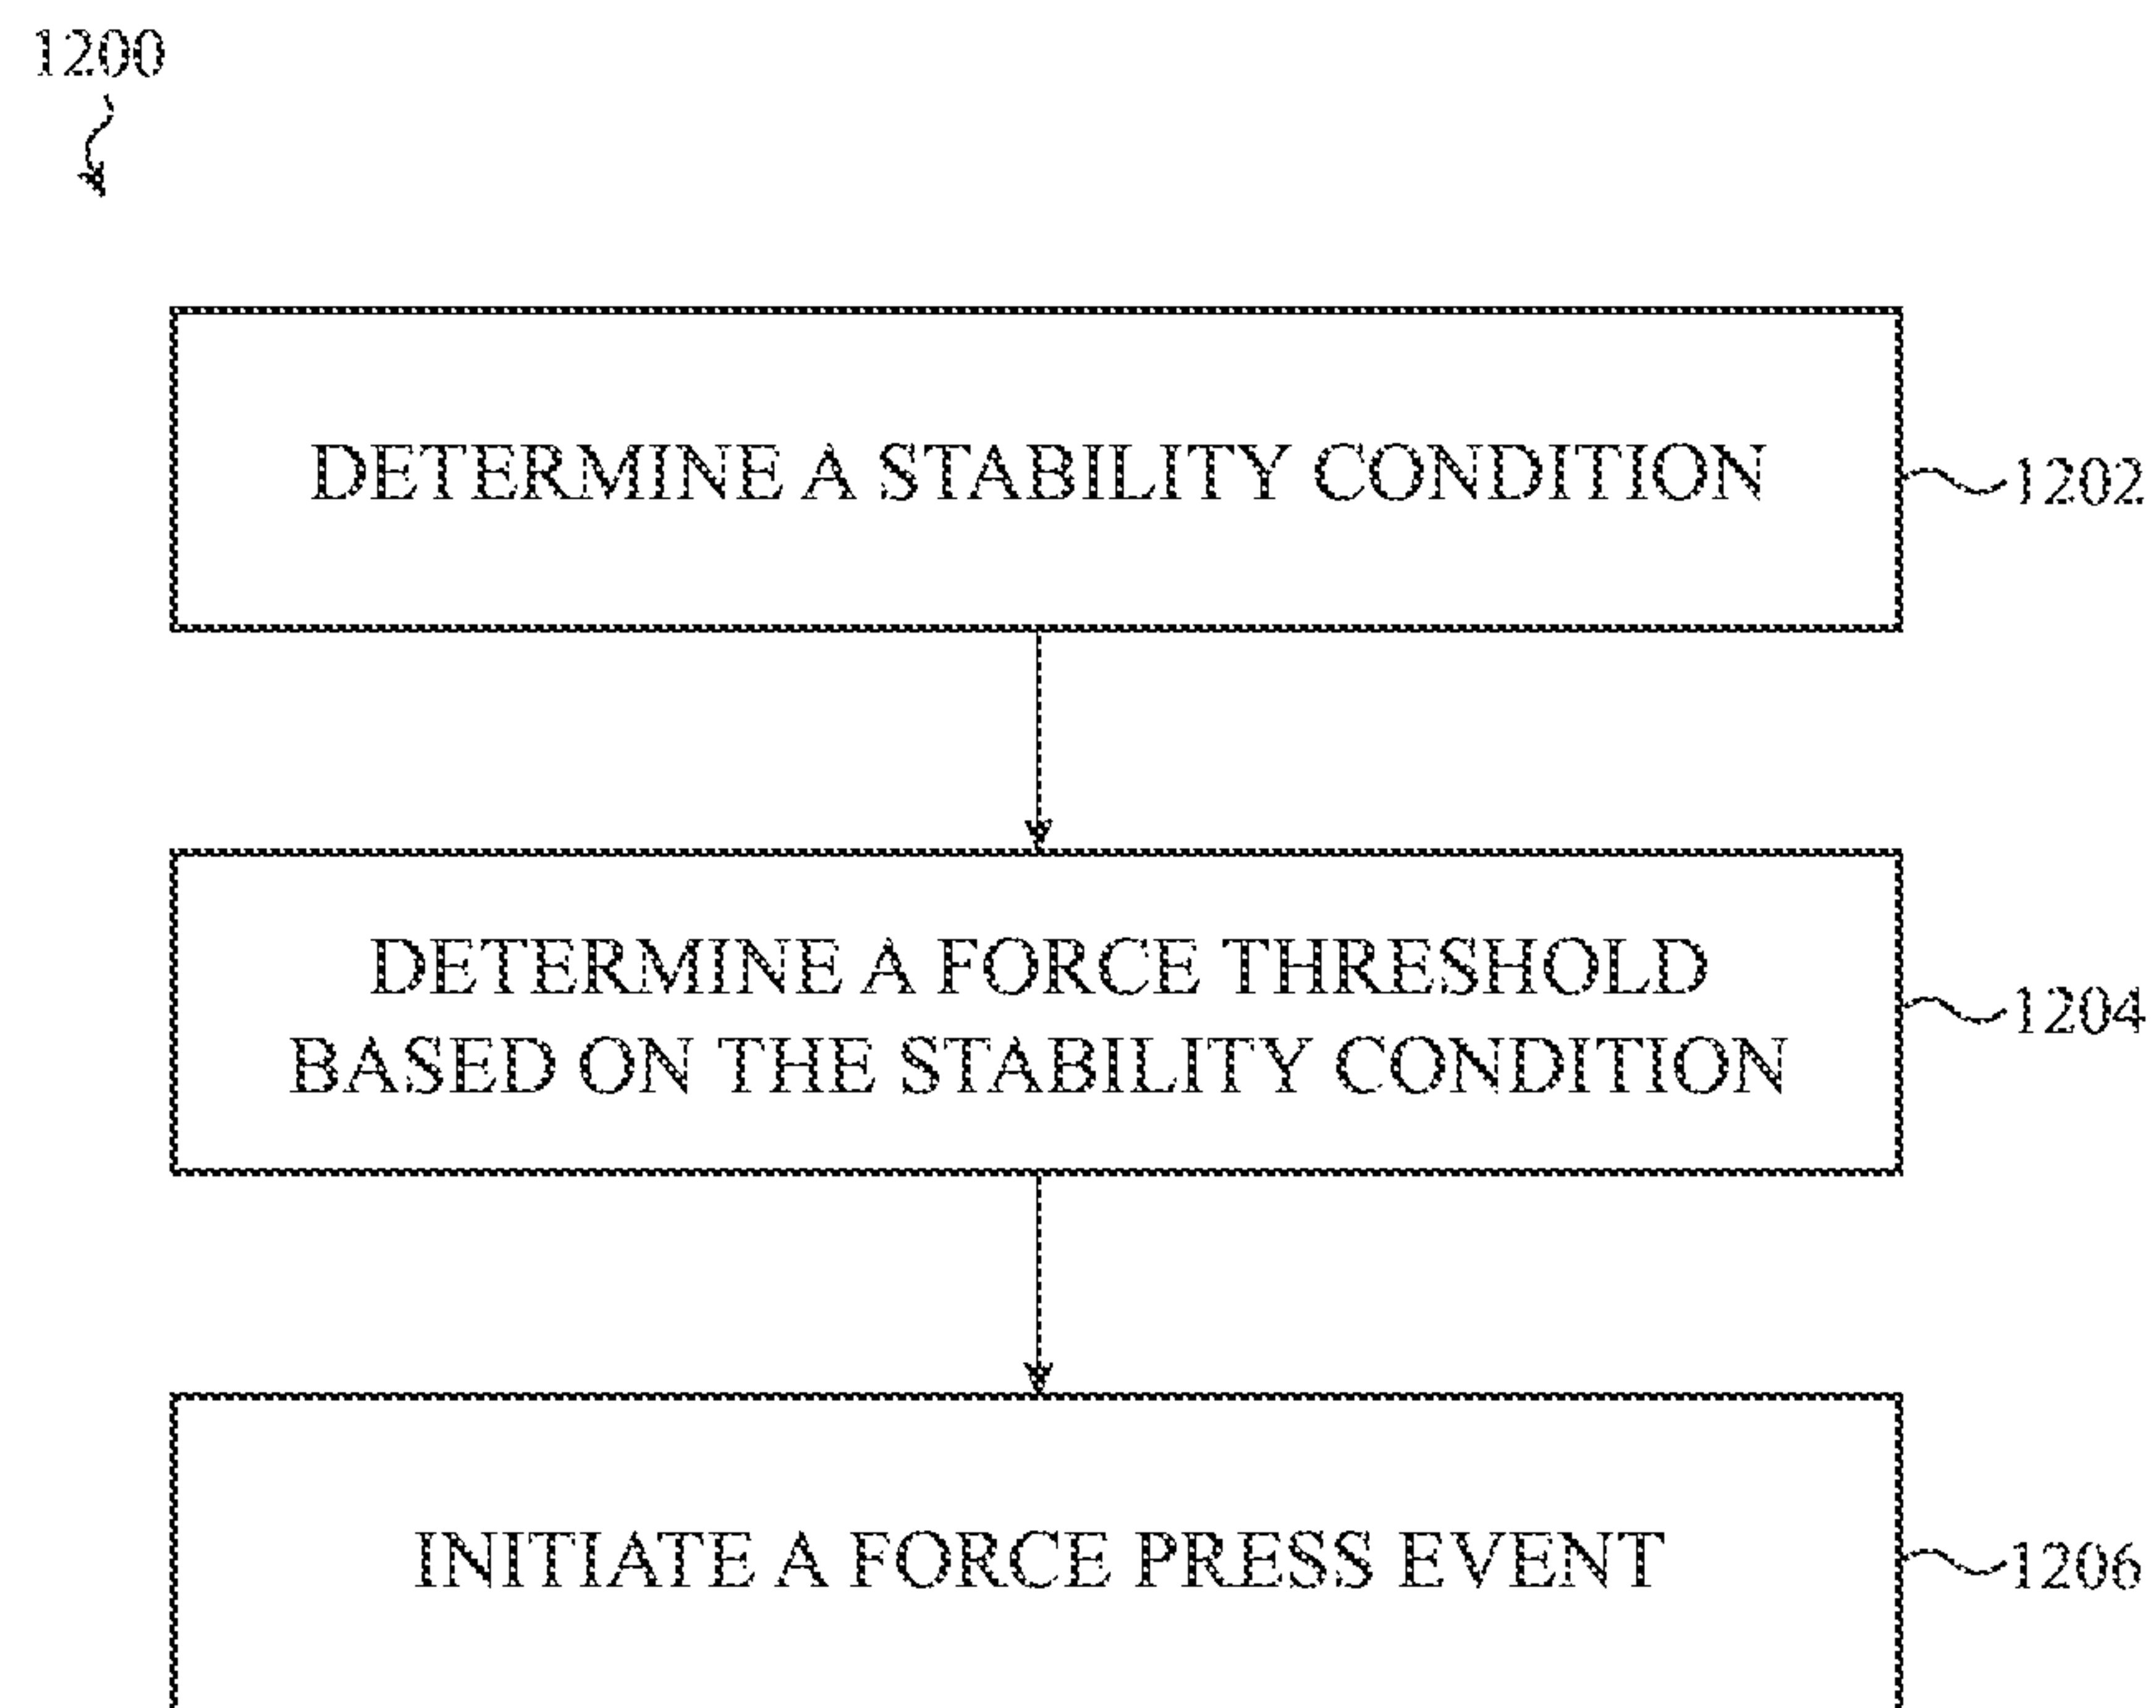 1200
DETERMINE A STABILITY CONDITION
1202
DETERMINE A FORCE THRESHOLD
BASED ON THE STABILITY CONDITION
1204
INITIATE A FORCE PRESS EVENT
1206